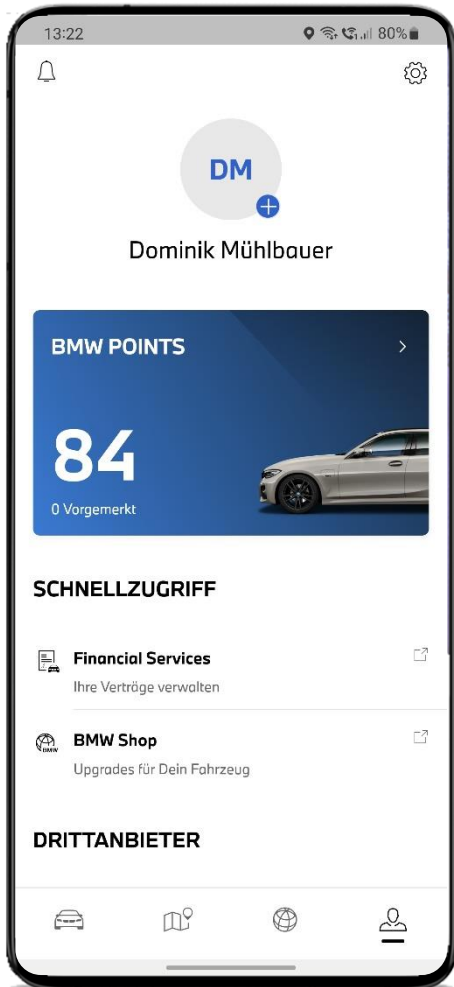 13:22
80%
DM
Dominik Mühlbauer
BMW POINTS
84
0 Vorgemerkt
SCHNELLZUGRIFF
Financial Services
Ihre Verträge verwalten
BMW
BMW Shop
Upgrades für Dein Fahrzeug
DRITTANBIETER